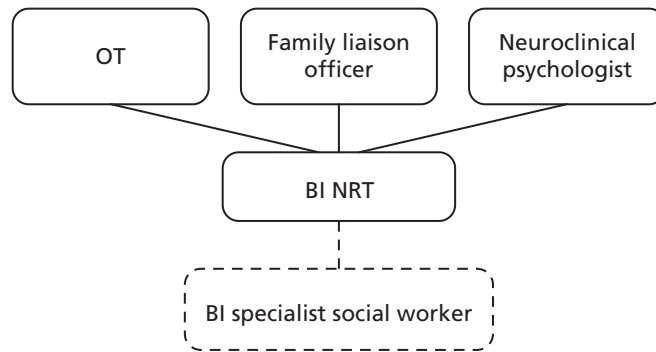 OT
Family liaison
officer
Neuroclinical
psychologist
BI NRT
BI specialist social worker